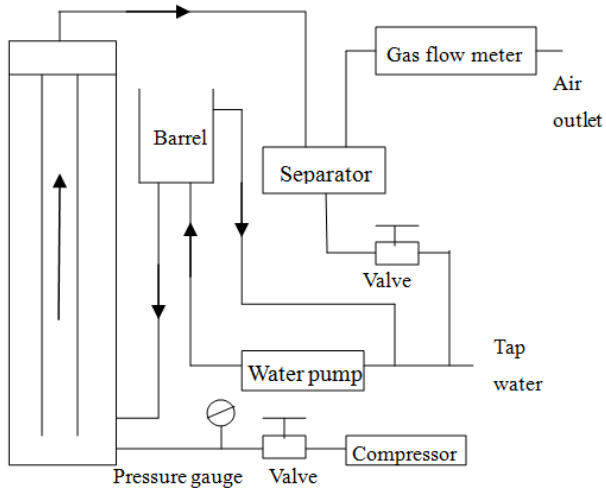 Gas flow meter
Air
outlet
Barrel
Separator
Valve
Tap
water
Water pump
Compressor
Pressure gauge
Valve